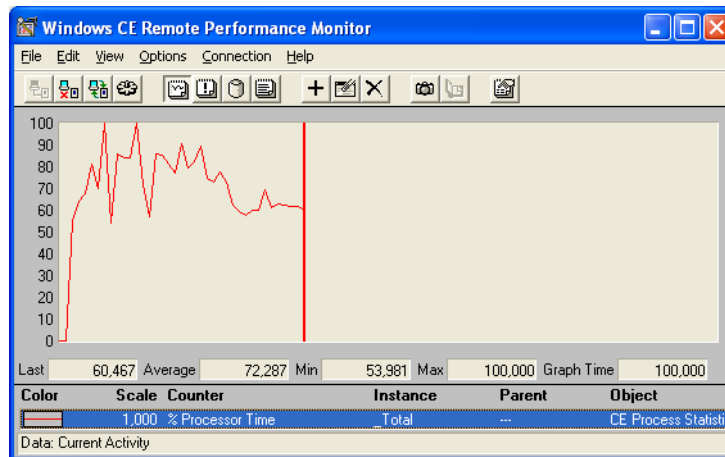 Windows CE Remote Performance Monitor
File Edit View Options Connection Help
100
90
80
70
60
50
40
30
20
10
0
Last 60,467 Average 72,287 Min 53,981 Max 100,000 Graph Time 100,000
Color Scale Counter Instance Parent Object
1,000 % Processor Time _Total --- CE Process Statisti
Data: Current Activity